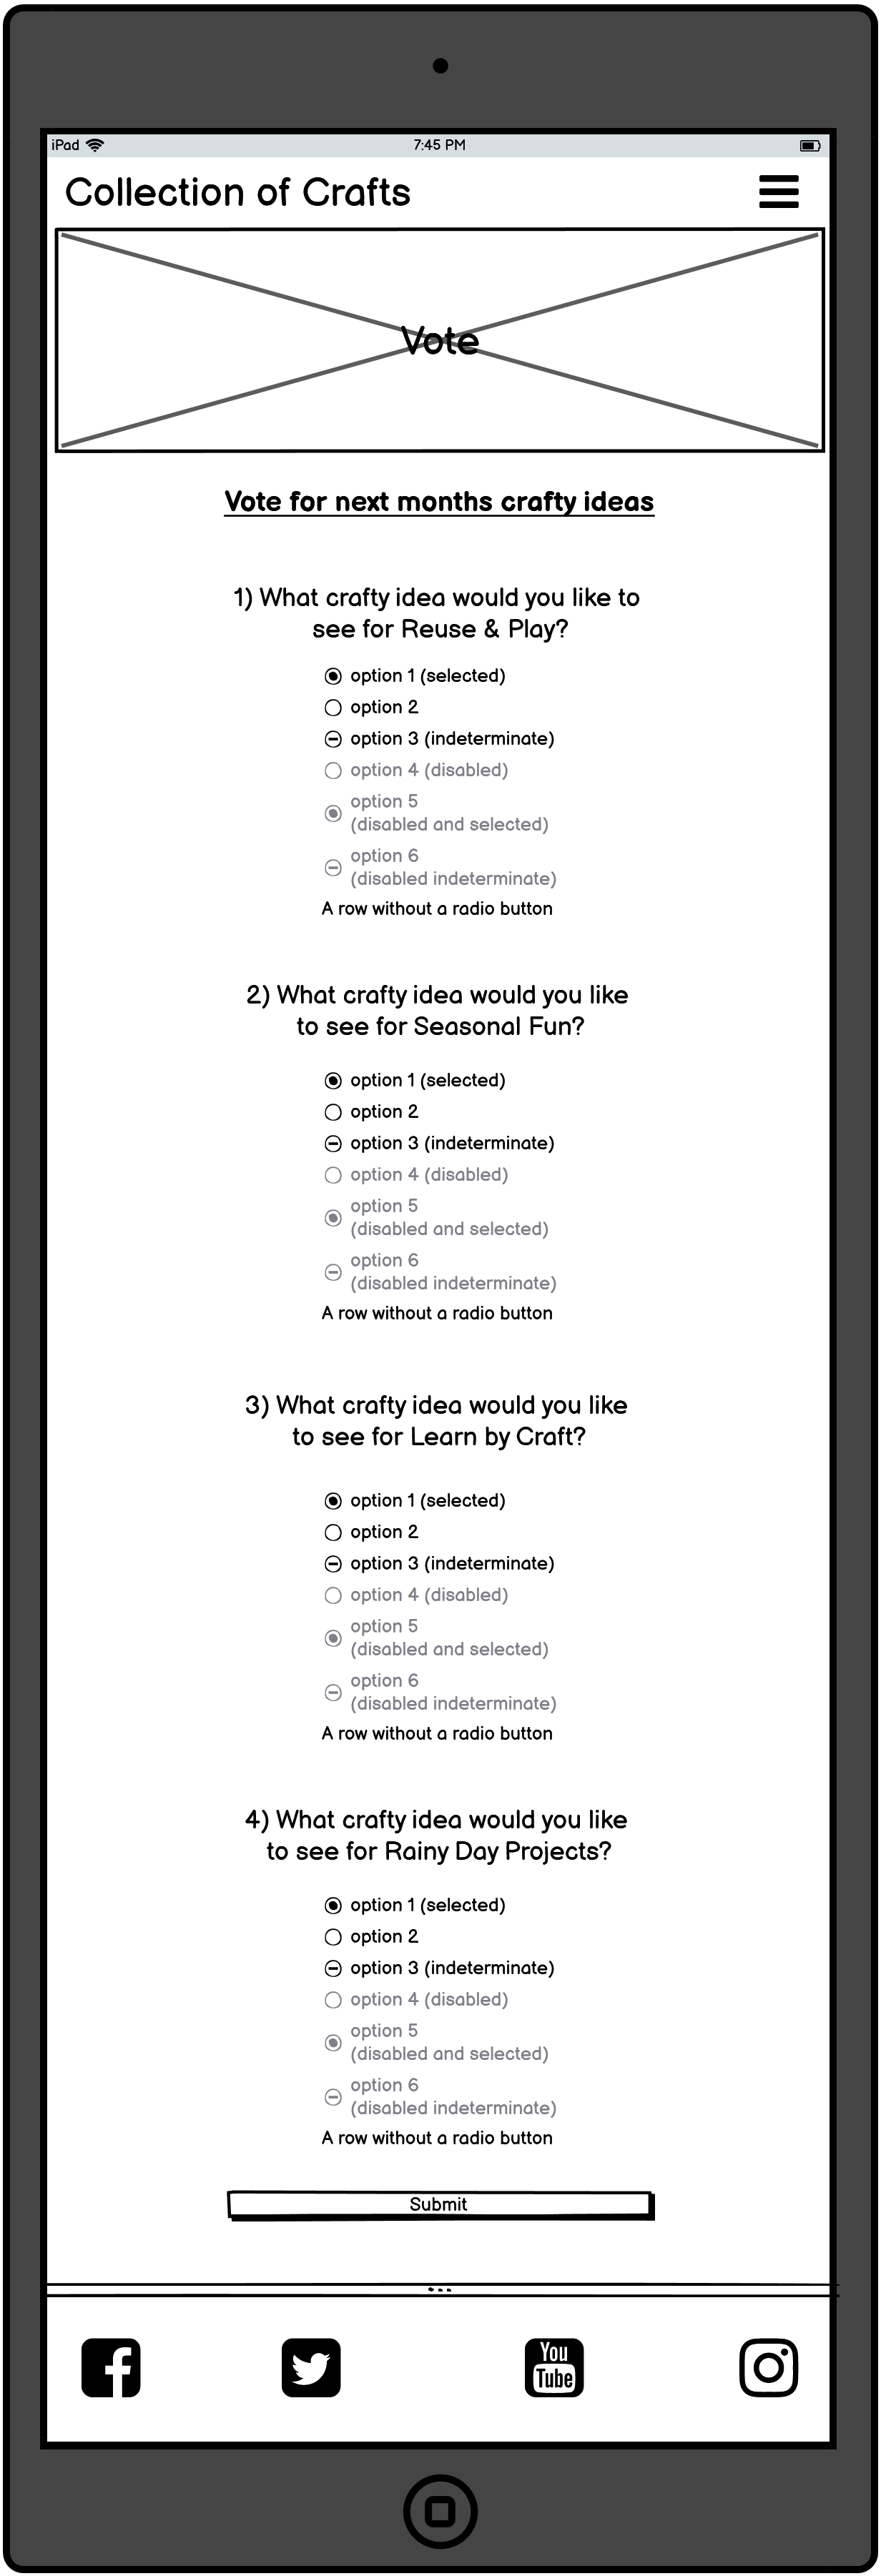 iPad 7:45 PM
Collection of Crafts
Vote
Vote for next months crafty ideas
1) What crafty idea would you like to
see for Reuse & Play?
option 1 (selected)
option 2
option 3 (indeterminate)
option 4 (disabled)
option 5
(disabled and selected)
option 6
(disabled indeterminate)
A row without a radio button
2) What crafty idea would you like
to see for Seasonal Fun?
option 1 (selected)
option 2
option 3 (indeterminate)
option 4 (disabled)
option 5
(disabled and selected)
option 6
(disabled indeterminate)
A row without a radio button
3) What crafty idea would you like
to see for Learn by Craft?
option 1 (selected)
option 2
option 3 (indeterminate)
option 4 (disabled)
option 5
(disabled and selected)
option 6
(disabled indeterminate)
A row without a radio button
4) What crafty idea would you like
to see for Rainy Day Projects?
option 1 (selected)
option 2
option 3 (indeterminate)
option 4 (disabled)
option 5
(disabled and selected)
option 6
(disabled indeterminate)
A row without a radio button
Submit
You
Tube